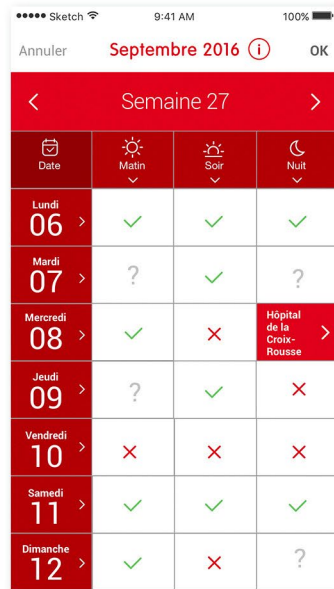 Sketch 9:41 AM 100%
Annuler Septembre 2016 i OK
Semaine 27
Date Matin Soir Nuit
Lundi
06
Mardi
07 ? ?
Mercredi
08
Hôpital
de la
Croix-
Rousse
Jeudi
09 ?
Vendredi
10
Samedi
11
Dimanche
12 ?